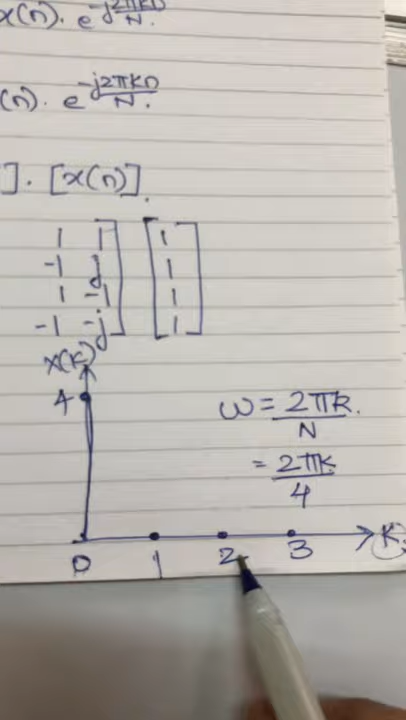 x(n). e^-j2πkn/N.
(n). e^-j2πkn/N.
]. [x(n)].
1 1] [1
-1 j 1
1 -1 1
-1 -j] 1]
X(k)
4 ω = 2πk/N.
= 2πk/4
0 1 2 3 k